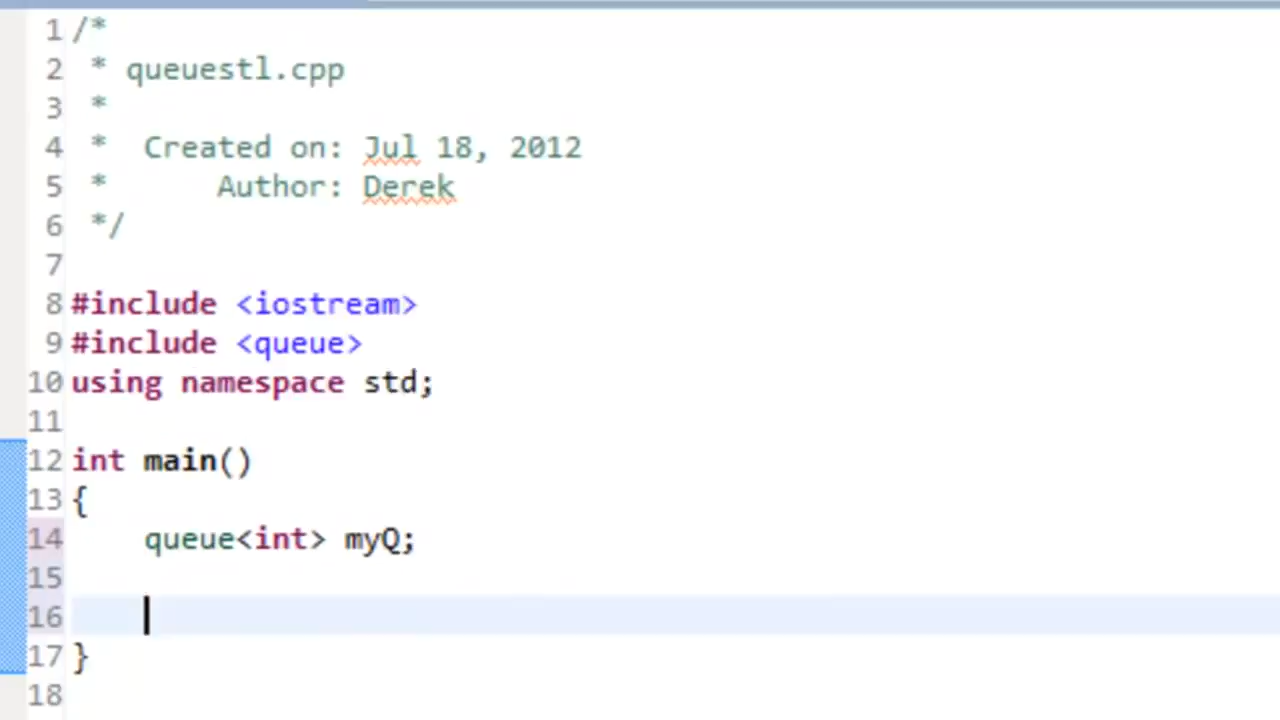 1 /*
2  * queuestl.cpp
3  *
4  *  Created on: Jul 18, 2012
5  *      Author: Derek
6  */
7
8 #include <iostream>
9 #include <queue>
10 using namespace std;
11
12 int main()
13 {
14     queue<int> myQ;
15
16
17 }
18